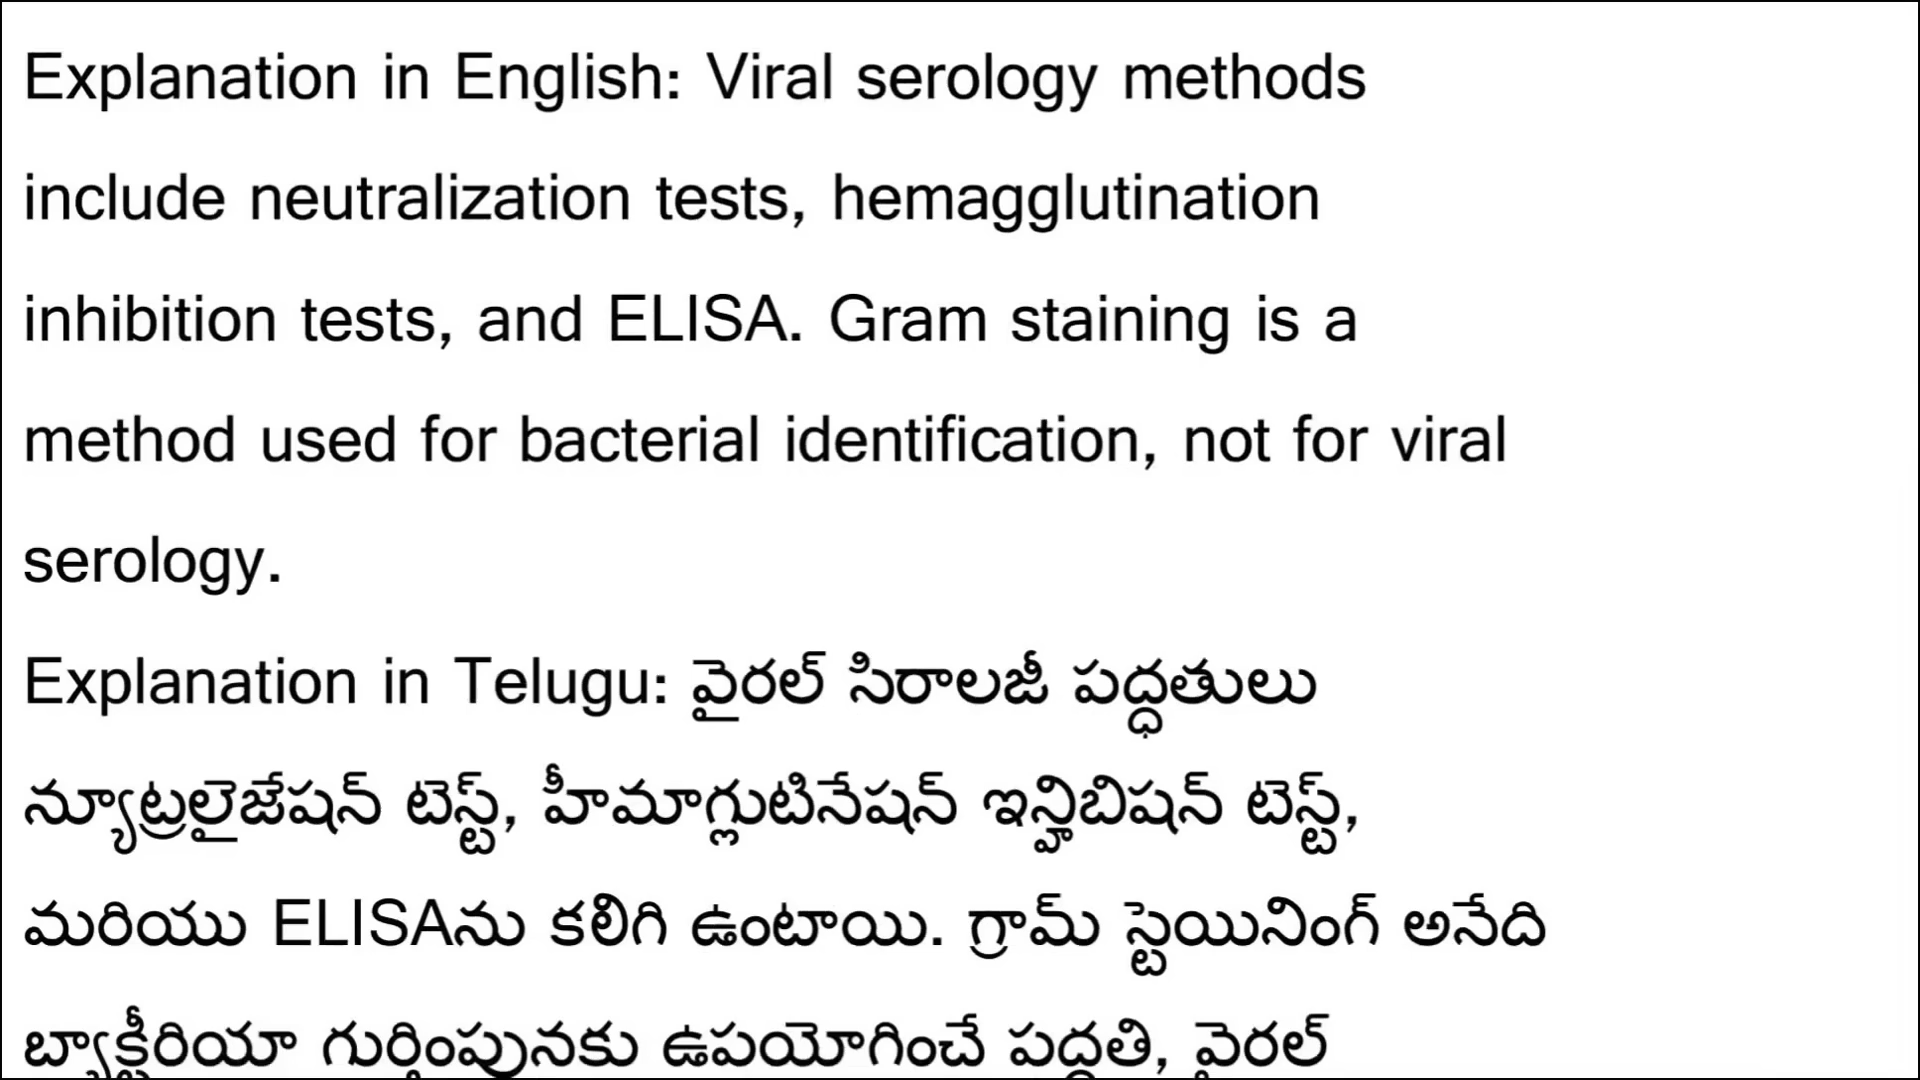 Explanation in English: Viral serology methods
include neutralization tests, hemagglutination
inhibition tests, and ELISA. Gram staining is a
method used for bacterial identification, not for viral
serology.
Explanation in Telugu: వైరల్ సిరాలజీ పద్ధతులు
న్యూట్రలైజేషన్ టెస్ట్, హీమాగ్లుటినేషన్ ఇన్హిబిషన్ టెస్ట్,
మరియు ELISAను కలిగి ఉంటాయి. గ్రామ్ స్టెయినింగ్ అనేది
బ్యాక్టీరియా గుర్తింపునకు ఉపయోగించే పద్ధతి, వైరల్